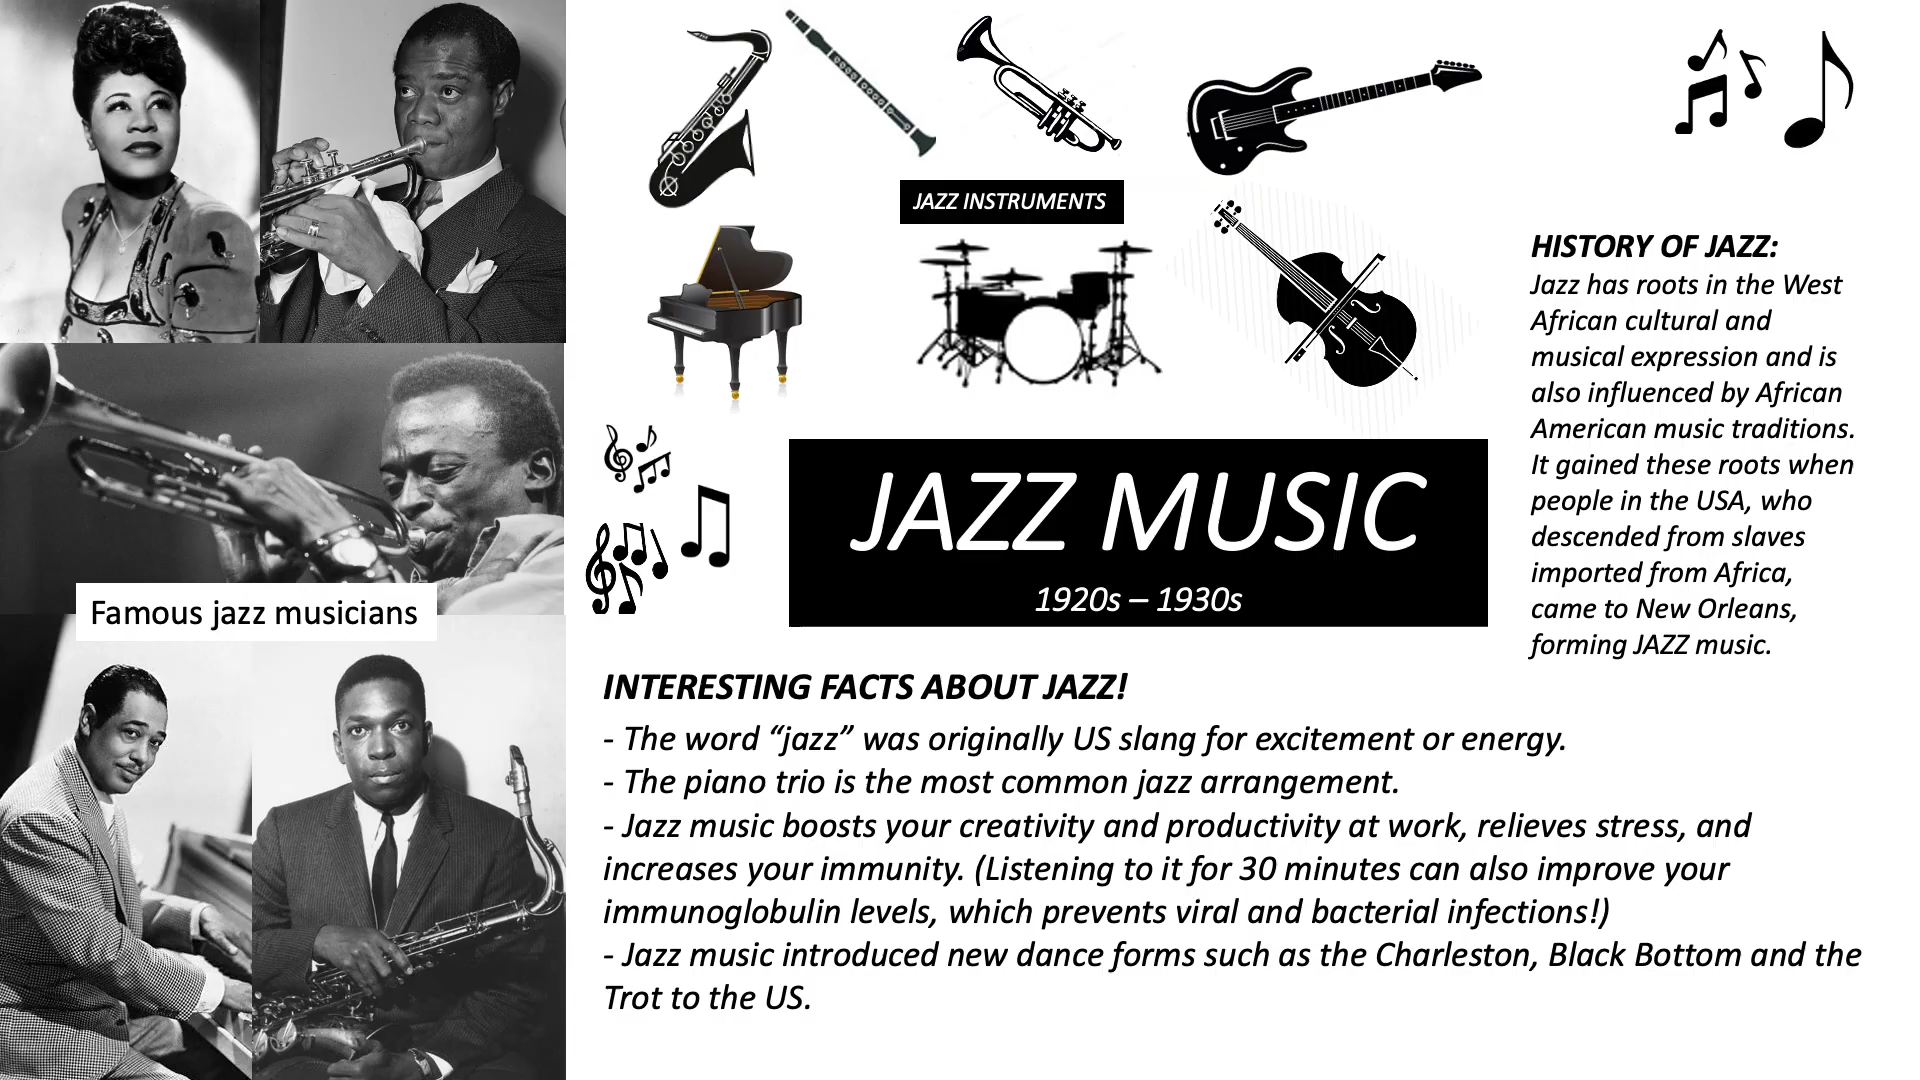 JAZZ INSTRUMENTS
HISTORY OF JAZZ:
Jazz has roots in the West
African cultural and
musical expression and is
also influenced by African
American music traditions.
It gained these roots when
people in the USA, who
descended from slaves
imported from Africa,
came to New Orleans,
forming JAZZ music.
JAZZ MUSIC
1920s – 1930s
Famous jazz musicians
INTERESTING FACTS ABOUT JAZZ!
- The word “jazz” was originally US slang for excitement or energy.
- The piano trio is the most common jazz arrangement.
- Jazz music boosts your creativity and productivity at work, relieves stress, and
increases your immunity. (Listening to it for 30 minutes can also improve your
immunoglobulin levels, which prevents viral and bacterial infections!)
- Jazz music introduced new dance forms such as the Charleston, Black Bottom and the
Trot to the US.